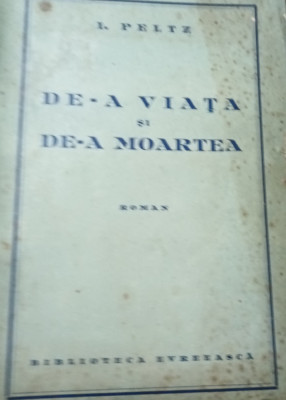 I. PELTZ
DE-A VIAȚA
ȘI
DE-A MOARTEA
ROMAN
BIBLIOTECA EVREEASCĂ